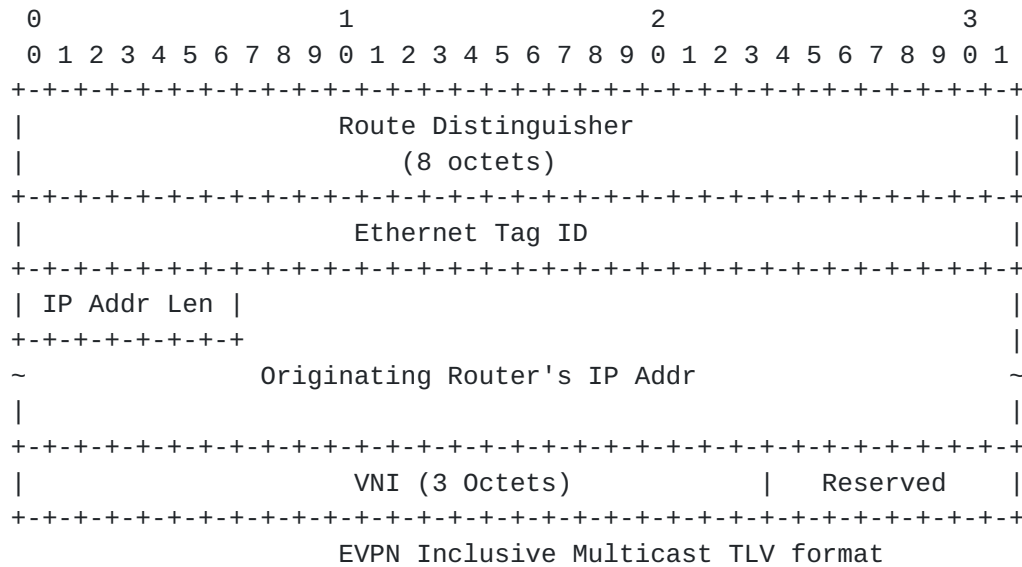 0                   1                   2                   3
 0 1 2 3 4 5 6 7 8 9 0 1 2 3 4 5 6 7 8 9 0 1 2 3 4 5 6 7 8 9 0 1
+-+-+-+-+-+-+-+-+-+-+-+-+-+-+-+-+-+-+-+-+-+-+-+-+-+-+-+-+-+-+-+-+
|                    Route Distinguisher                        |
|                        (8 octets)                             |
+-+-+-+-+-+-+-+-+-+-+-+-+-+-+-+-+-+-+-+-+-+-+-+-+-+-+-+-+-+-+-+-+
|                     Ethernet Tag ID                           |
+-+-+-+-+-+-+-+-+-+-+-+-+-+-+-+-+-+-+-+-+-+-+-+-+-+-+-+-+-+-+-+-+
| IP Addr Len |                                                 |
+-+-+-+-+-+-+-+                                                 |
~               Originating Router's IP Addr                    ~
|                                                               |
+-+-+-+-+-+-+-+-+-+-+-+-+-+-+-+-+-+-+-+-+-+-+-+-+-+-+-+-+-+-+-+-+
|                     VNI (3 Octets)            |   Reserved    |
+-+-+-+-+-+-+-+-+-+-+-+-+-+-+-+-+-+-+-+-+-+-+-+-+-+-+-+-+-+-+-+-+
                    EVPN Inclusive Multicast TLV format